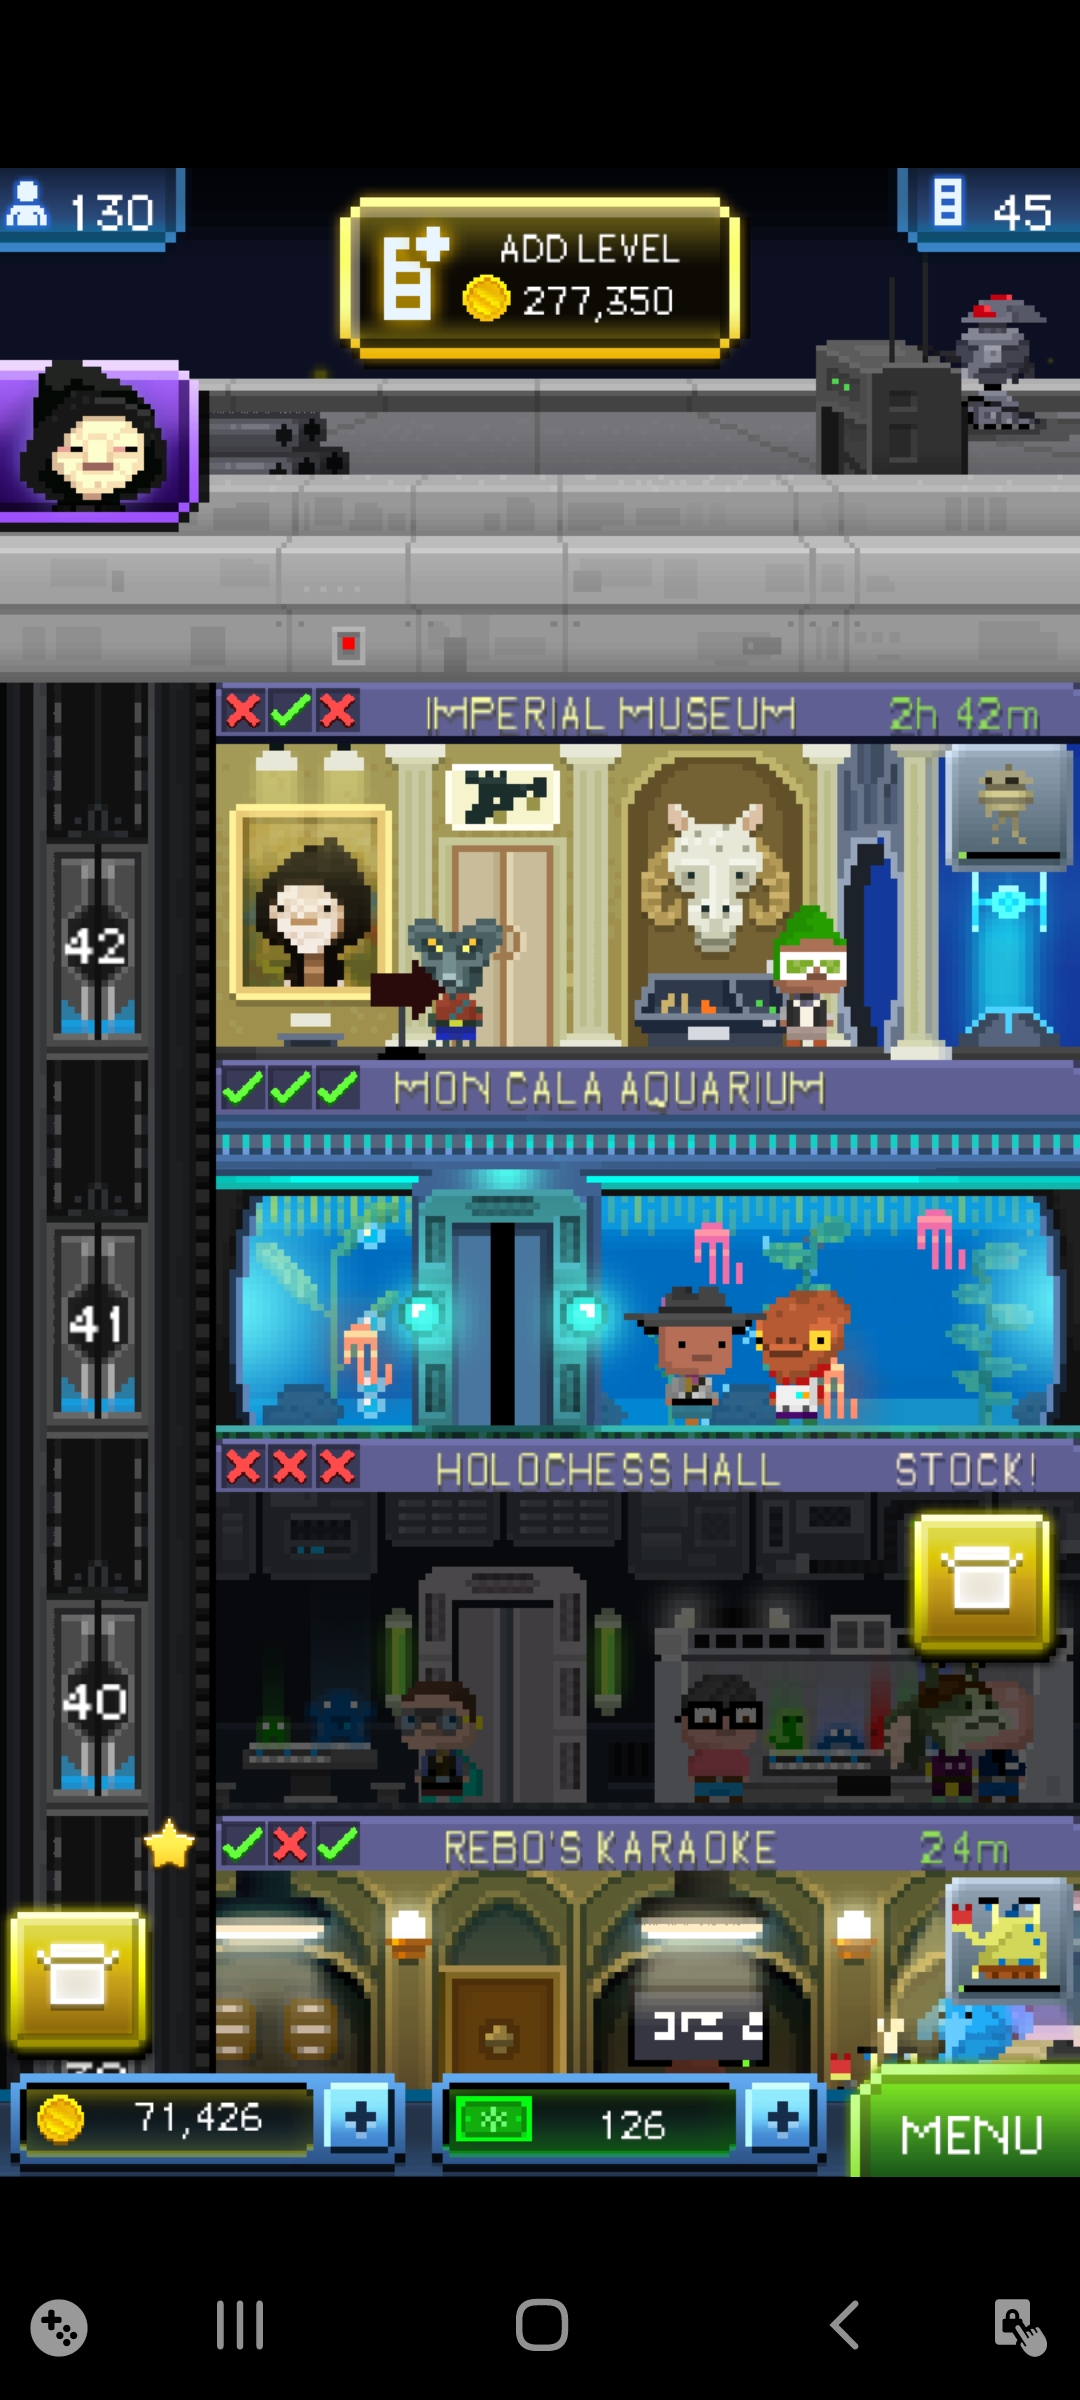 130
ADD LEVEL
277,350
45
IMPERIAL MUSEUM 2h 42m
42
MON CALA AQUARIUM
41
HOLOCHESS HALL STOCK!
40
REBO'S KARAOKE 24m
71,426
126
MENU